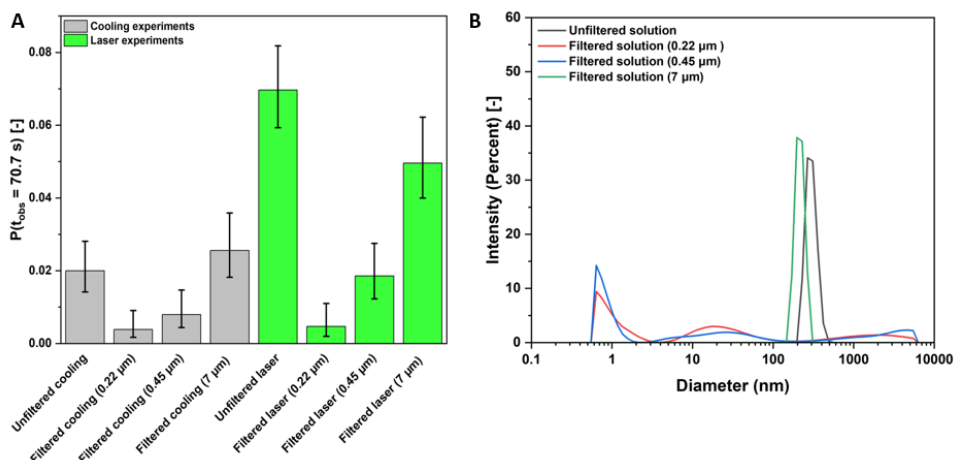 A
Cooling experiments
Laser experiments
P(t_obs = 70.7 s) [-]
0.08
0.06
0.04
0.02
0.00
Unfiltered cooling
Filtered cooling (0.22 µm)
Filtered cooling (0.45 µm)
Filtered cooling (7 µm)
Unfiltered laser
Filtered laser (0.22 µm)
Filtered laser (0.45 µm)
Filtered laser (7 µm)
B
Unfiltered solution
Filtered solution (0.22 µm )
Filtered solution (0.45 µm)
Filtered solution (7 µm)
Intensity (Percent) [-]
60
50
40
30
20
10
0
0.1 1 10 100 1000 10000
Diameter (nm)